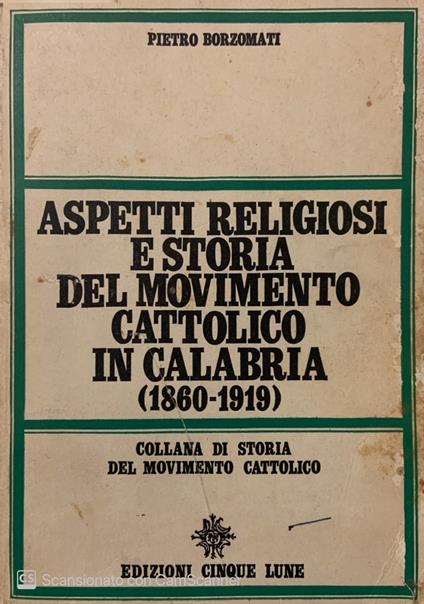 PIETRO BORZOMATI
ASPETTI RELIGIOSI
E STORIA
DEL MOVIMENTO
CATTOLICO
IN CALABRIA
(1860-1919)
COLLANA DI STORIA
DEL MOVIMENTO CATTOLICO
EDIZIONI CINQUE LUNE
CS Scansionato con CamScanner